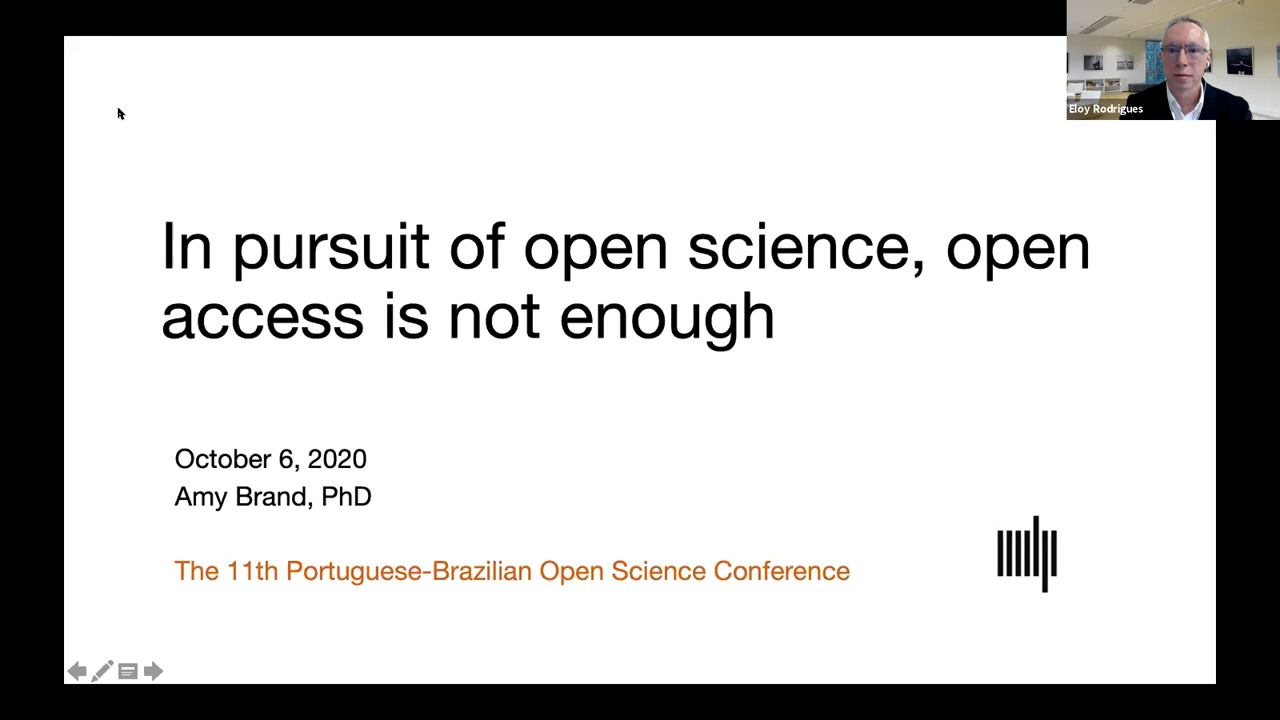 Eloy Rodrigues
In pursuit of open science, open
access is not enough
October 6, 2020
Amy Brand, PhD
The 11th Portuguese-Brazilian Open Science Conference